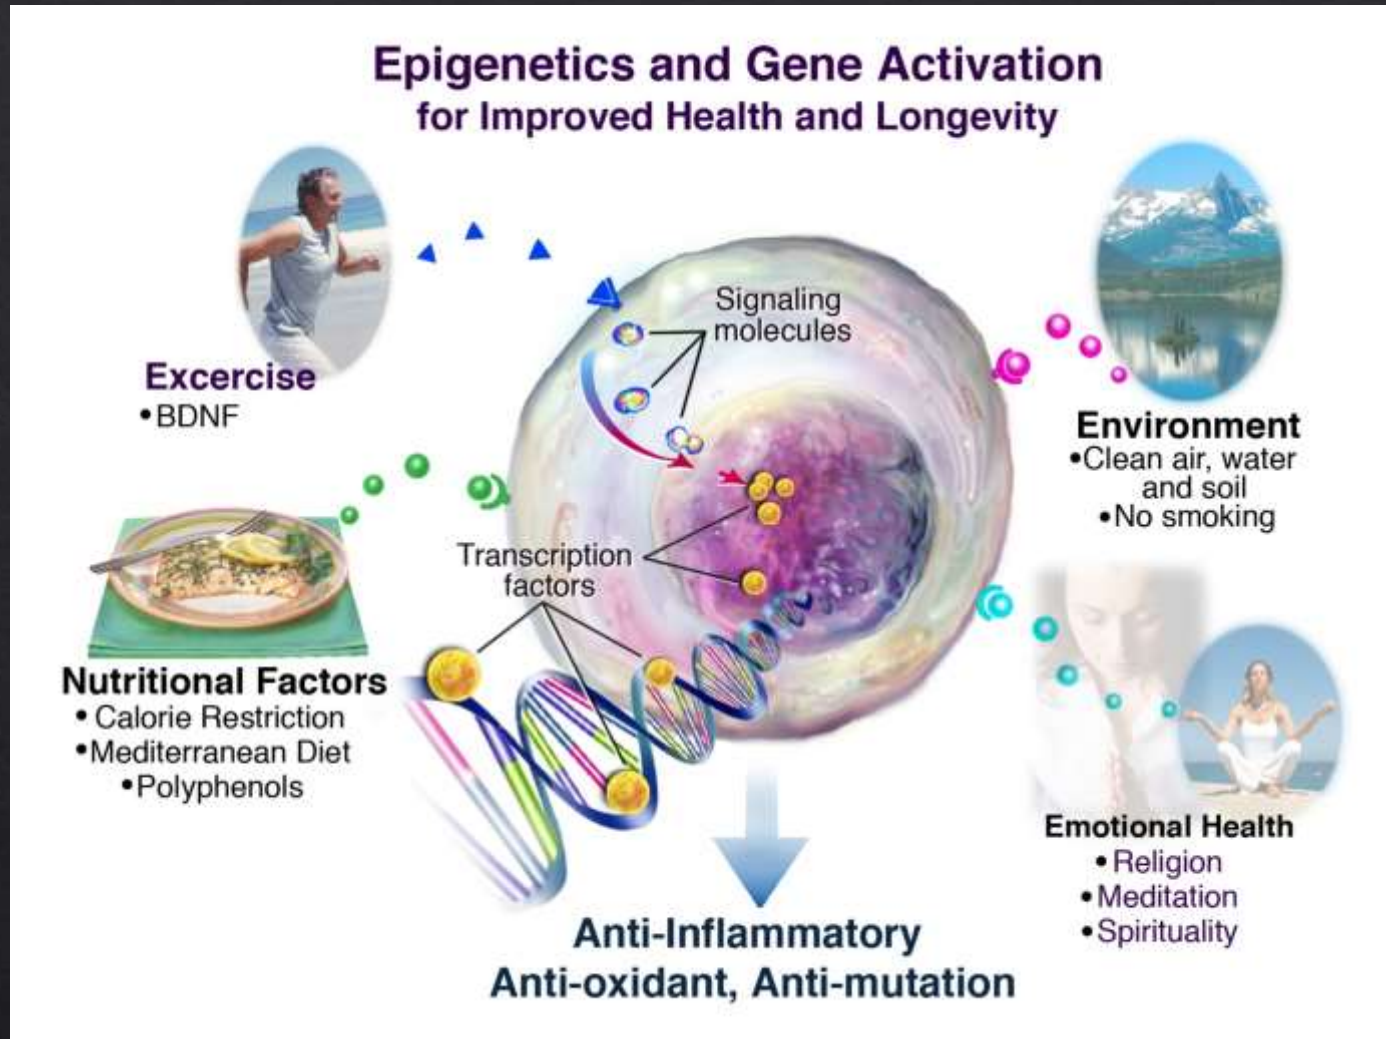 Epigenetics and Gene Activation
for Improved Health and Longevity
Excercise
•BDNF
Signaling
molecules
Environment
•Clean air, water
and soil
•No smoking
Transcription
factors
Nutritional Factors
• Calorie Restriction
•Mediterranean Diet
•Polyphenols
Emotional Health
• Religion
•Meditation
• Spirituality
Anti-Inflammatory
Anti-oxidant, Anti-mutation